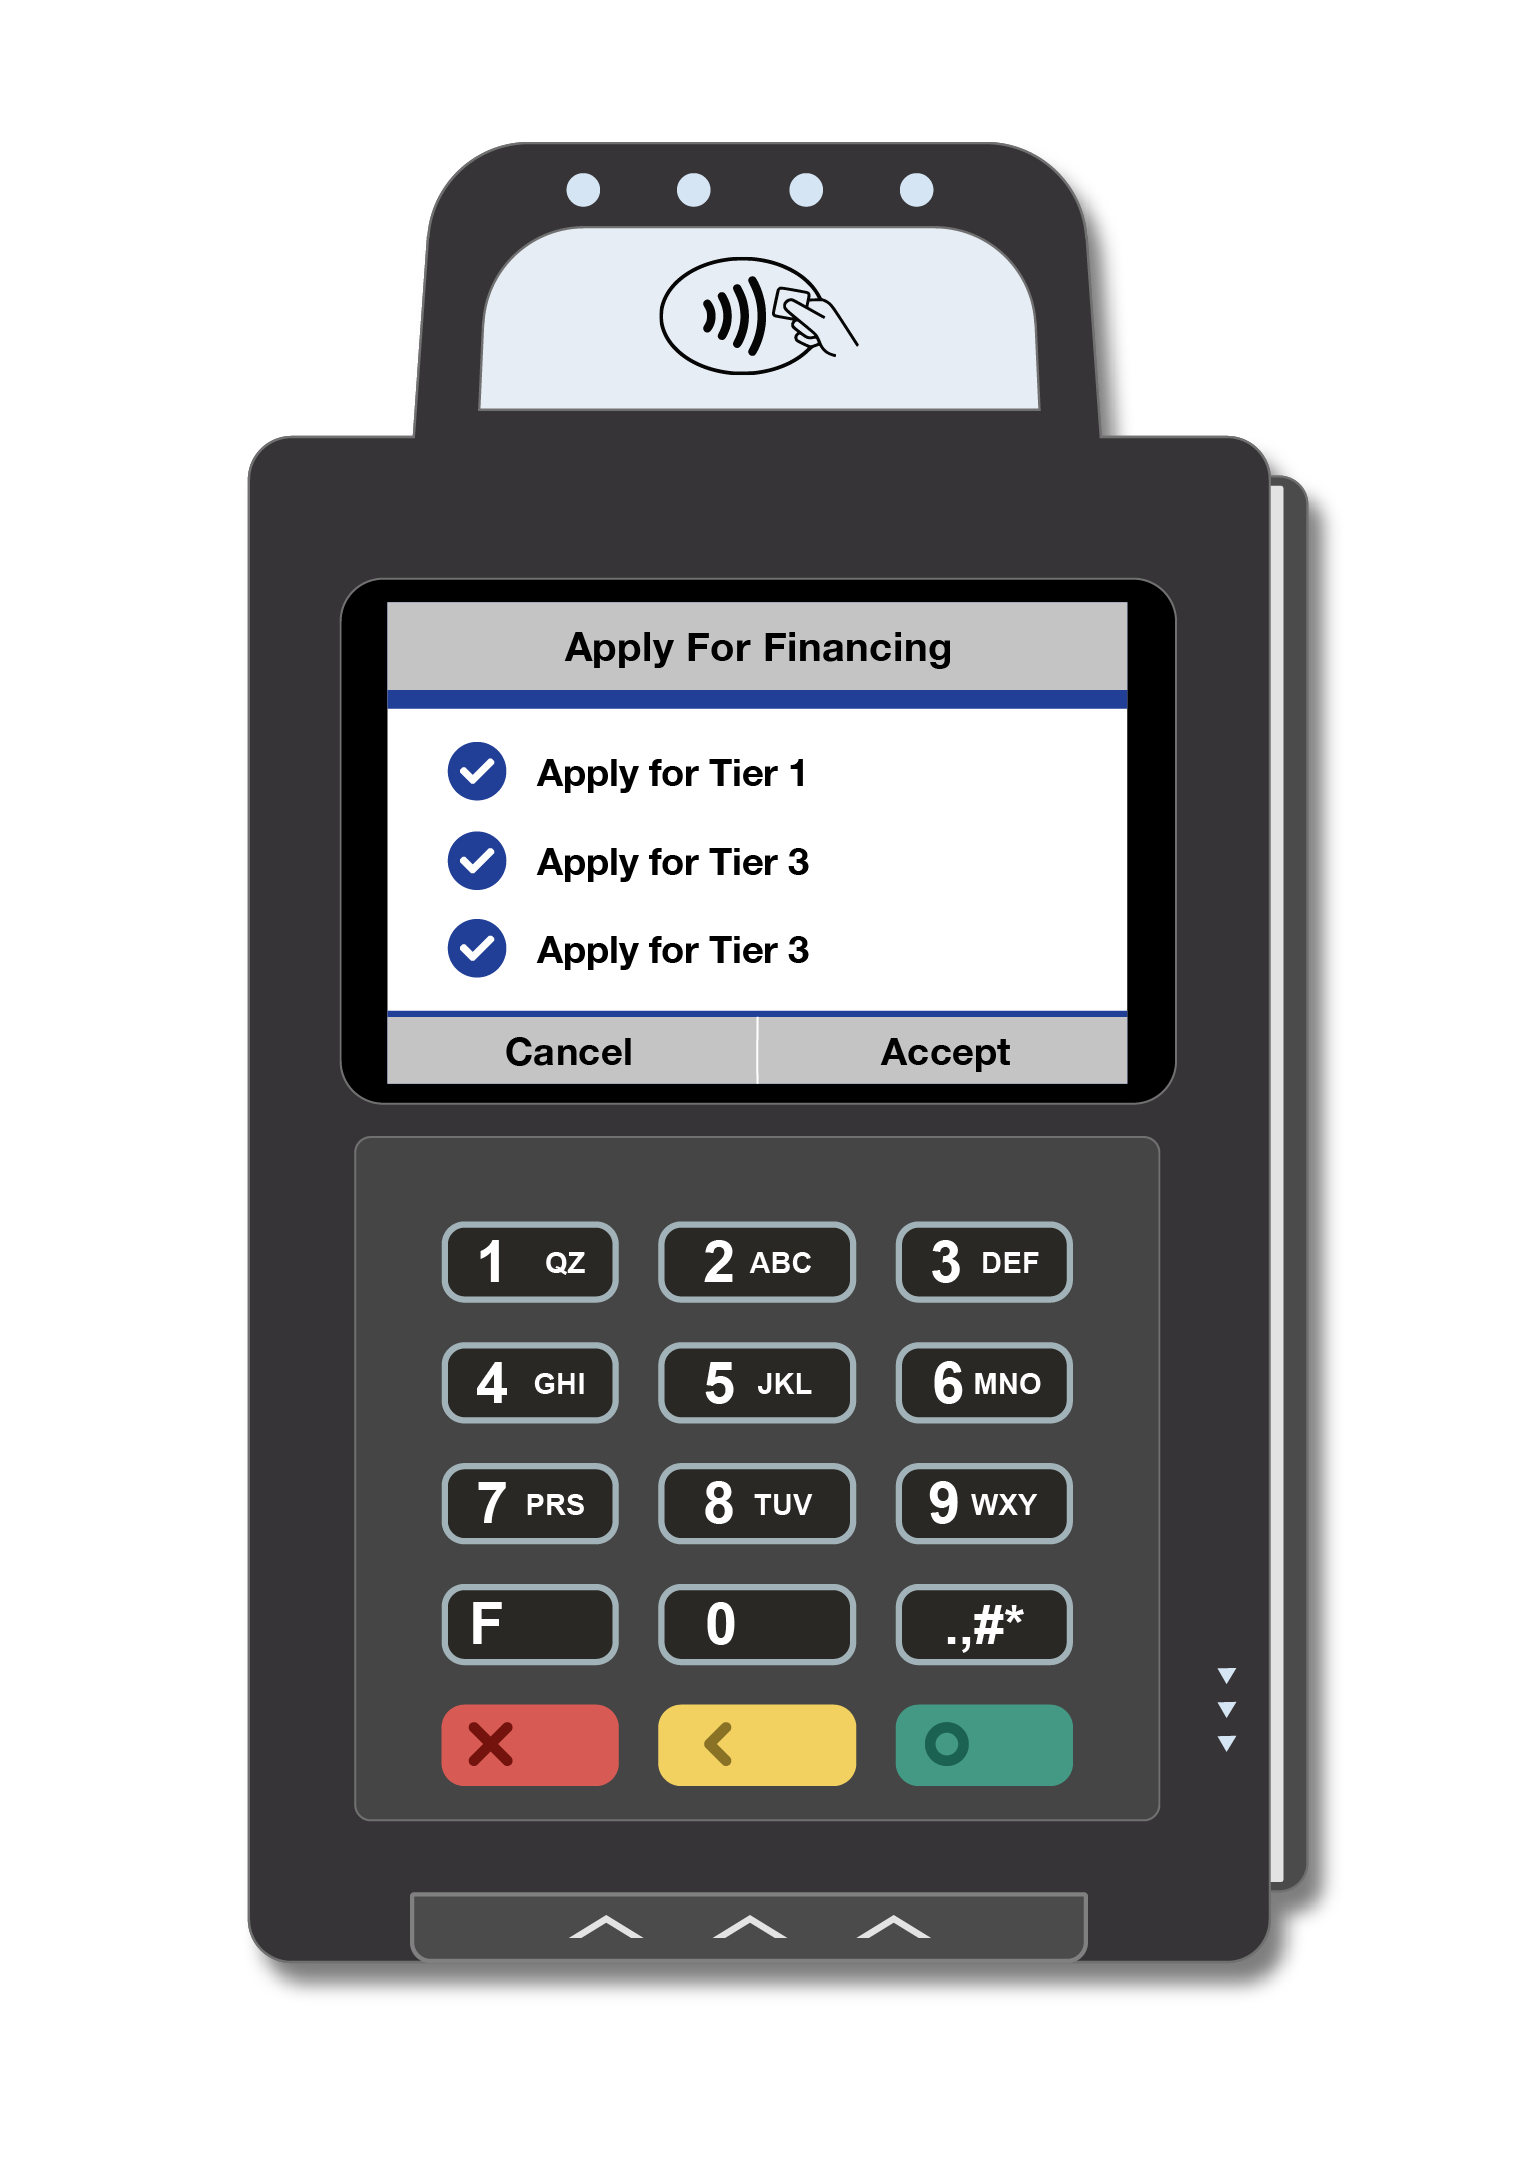 Apply For Financing
Apply for Tier 1
Apply for Tier 3
Apply for Tier 3
Cancel Accept
1 QZ 2 ABC 3 DEF
4 GHI 5 JKL 6 MNO
7 PRS 8 TUV 9 WXY
F 0 .,#*